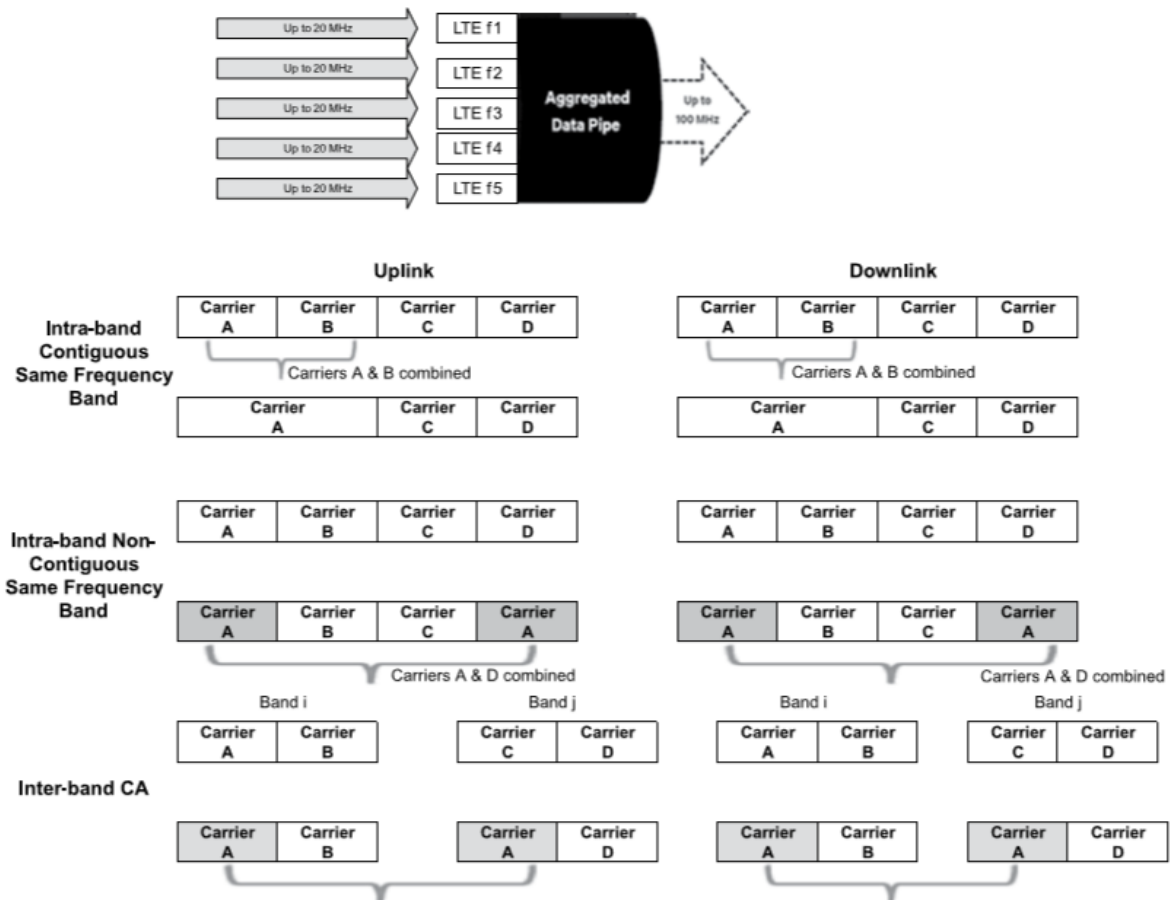 Up to 20 MHz
LTE f1
Up to 20 MHz
LTE f2
Up to 20 MHz
LTE f3
Up to 20 MHz
LTE f4
Up to 20 MHz
LTE f5
Aggregated
Data Pipe
Up to
100 MHz
Uplink
Downlink
Intra-band
Contiguous
Same Frequency
Band
Carrier Carrier Carrier Carrier
A B C D
Carriers A & B combined
Carrier Carrier Carrier
A C D
Carrier Carrier Carrier Carrier
A B C D
Carriers A & B combined
Carrier Carrier Carrier
A C D
Intra-band Non-
Contiguous
Same Frequency
Band
Carrier Carrier Carrier Carrier
A B C D
Carrier Carrier Carrier Carrier
A B C A
Carriers A & D combined
Carrier Carrier Carrier Carrier
A B C D
Carrier Carrier Carrier Carrier
A B C A
Carriers A & D combined
Inter-band CA
Band i Band j
Carrier Carrier Carrier Carrier
A B C D
Carrier Carrier Carrier Carrier
A B A D
Band i Band j
Carrier Carrier Carrier Carrier
A B C D
Carrier Carrier Carrier Carrier
A B A D